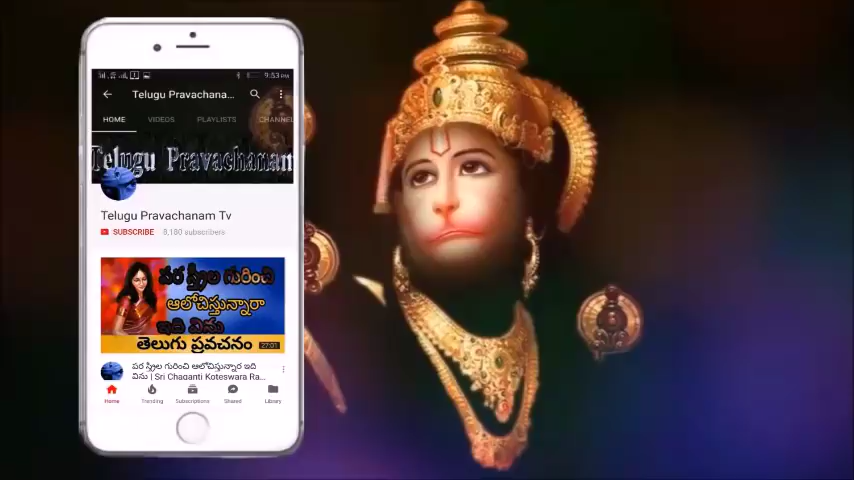 9:53 PM
Telugu Pravachana...
HOME VIDEOS PLAYLISTS CHANNEL
Telugu Pravachanam
Telugu Pravachanam Tv
SUBSCRIBE 8,180 subscribers
పర స్త్రీల గురించి
ఆలోచిస్తున్నారా
ఇది విను
తెలుగు ప్రవచనం 27:01
పర స్త్రీల గురించి ఆలోచిస్తున్నార ఇది
విను | Sri Chaganti Koteswara Ra...
Home Trending Subscriptions Shared Library